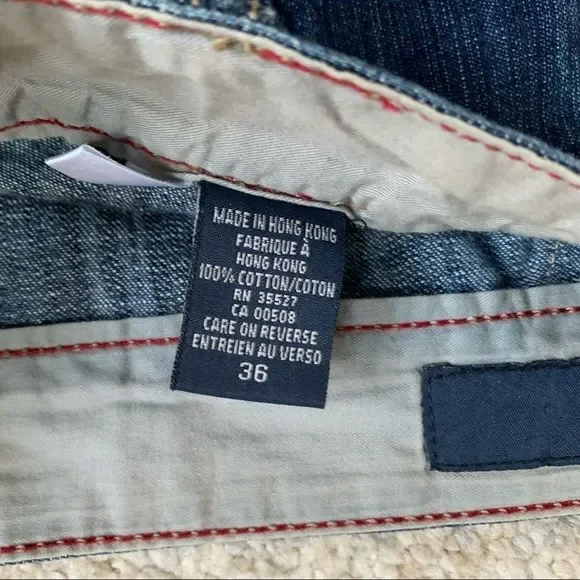 MADE IN HONG KONG
FABRIQUE À
HONG KONG
100% COTTON/COTON
RN 35527
CA 00508
CARE ON REVERSE
ENTREIEN AU VERSO
36